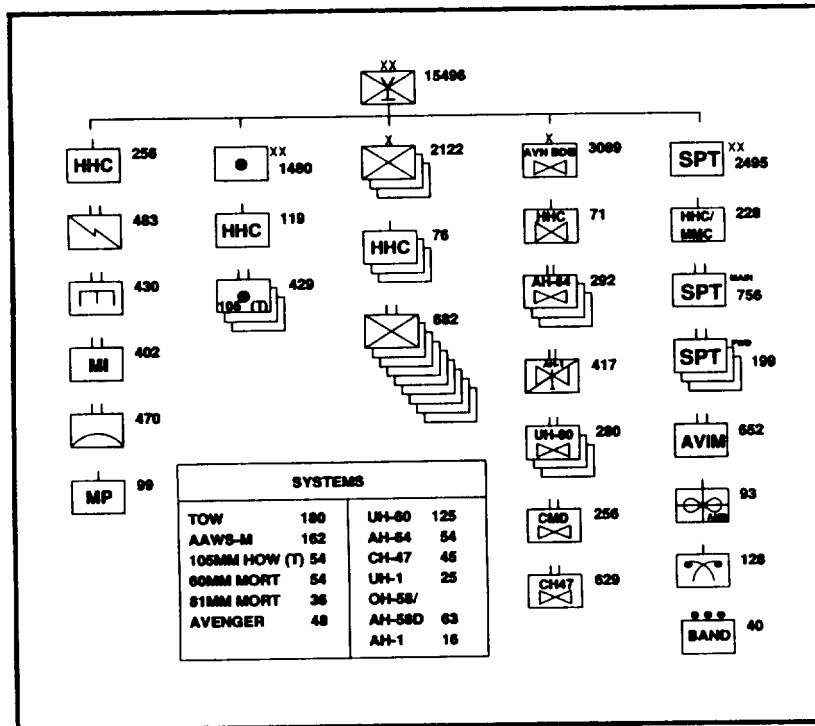 XX
15496
HHC 256
483
430
MI 402
470
MP 99
XX
1480
HHC 119
105 (T) 429
X
2122
HHC 76
682
X
AVN BDE 3089
HHC 71
AH-64 292
AH-1 417
UH-60 280
CMD 256
CH47 629
SPT XX
2495
HHC/
MMC 228
SPT MAIN
756
SPT FWD
199
AVIM 652
93
128
BAND 40
SYSTEMS
TOW 180
AAWS-M 162
105MM HOW (T) 54
60MM MORT 54
81MM MORT 36
AVENGER 48
UH-60 125
AH-64 54
CH-47 45
UH-1 25
OH-58/
AH-58D 63
AH-1 16